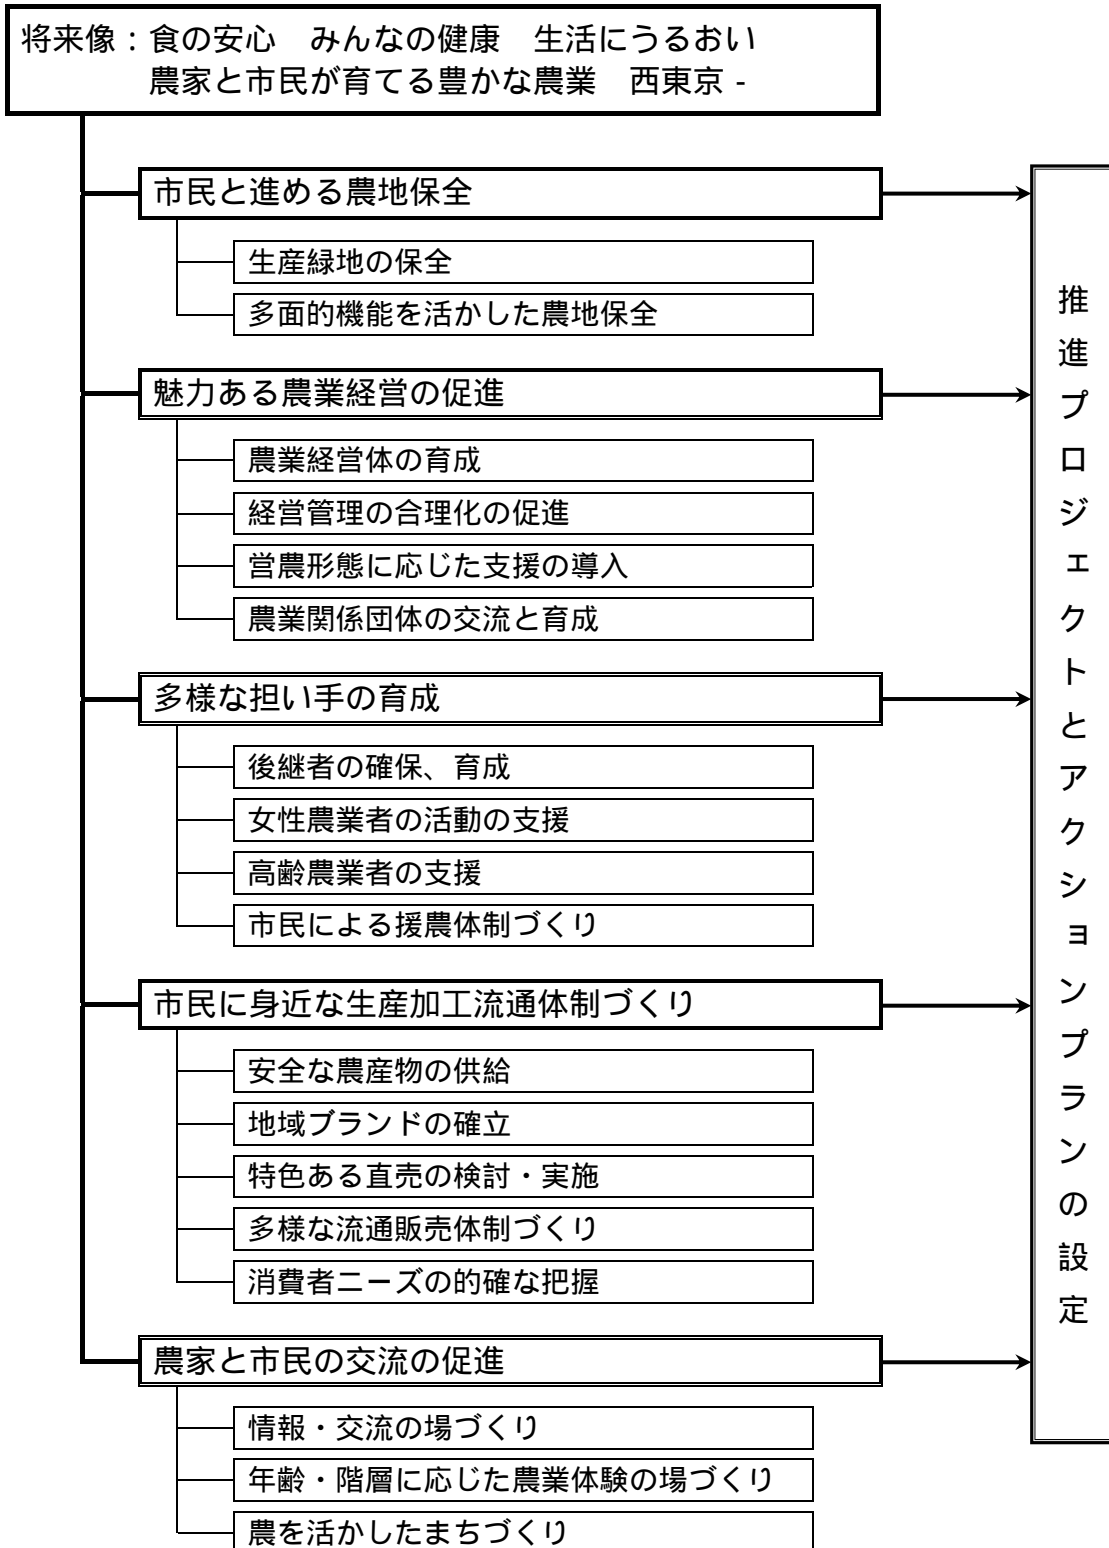 将来像：食の安心　みんなの健康　生活にうるおい
農家と市民が育てる豊かな農業　西東京 -
市民と進める農地保全
生産緑地の保全
多面的機能を活かした農地保全
魅力ある農業経営の促進
農業経営体の育成
経営管理の合理化の促進
営農形態に応じた支援の導入
農業関係団体の交流と育成
多様な担い手の育成
後継者の確保、育成
女性農業者の活動の支援
高齢農業者の支援
市民による援農体制づくり
市民に身近な生産加工流通体制づくり
安全な農産物の供給
地域ブランドの確立
特色ある直売の検討・実施
多様な流通販売体制づくり
消費者ニーズの的確な把握
農家と市民の交流の促進
情報・交流の場づくり
年齢・階層に応じた農業体験の場づくり
農を活かしたまちづくり
推進プロジェクトとアクションプランの設定